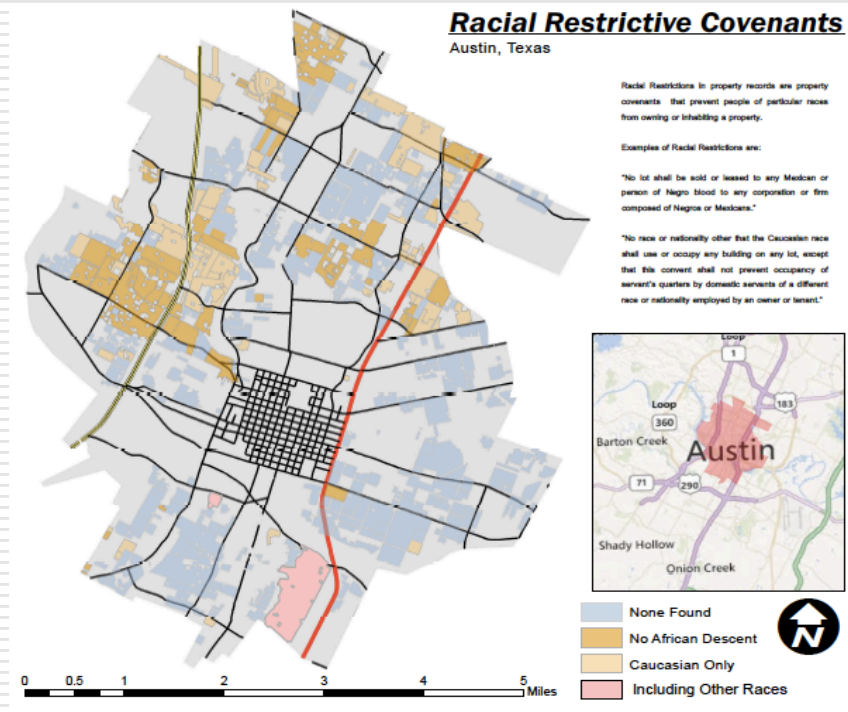 Racial Restrictive Covenants
Austin, Texas
Racial Restrictions in property records are property
covenants that prevent people of particular races
from owning or inhabiting a property.
Examples of Racial Restrictions are:
"No lot shall be sold or leased to any Mexican or
person of Negro blood to any corporation or firm
composed of Negros or Mexicans."
"No race or nationality other that the Caucasian race
shall use or occupy any building on any lot, except
that this convent shall not prevent occupancy of
servant's quarters by domestic servants of a different
race or nationality employed by an owner or tenant."
Loop
1
183
Loop
360
Barton Creek
Austin
71
290
Shady Hollow
Onion Creek
None Found
No African Descent
Caucasian Only
Including Other Races
N
0 0.5 1 2 3 4 5
Miles